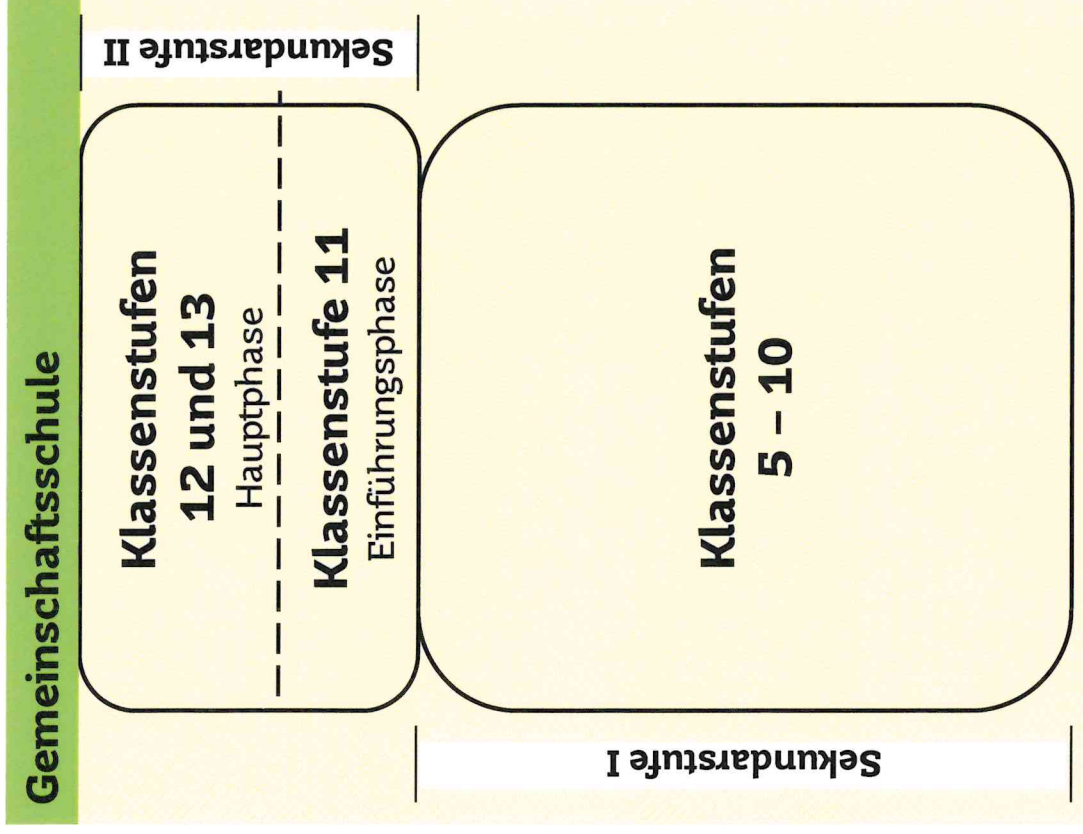 Gemeinschaftsschule
Sekundarstufe II
Klassenstufen
12 und 13
Hauptphase
Klassenstufe 11
Einführungsphase
Klassenstufen
5 – 10
Sekundarstufe I